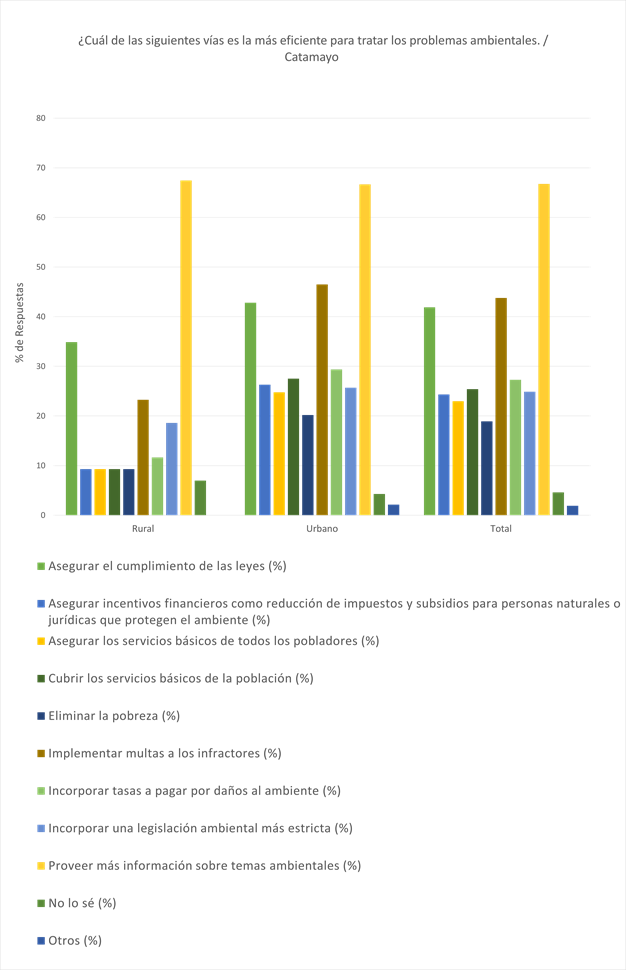 ¿Cuál de las siguientes vías es la más eficiente para tratar los problemas ambientales. /
Catamayo
80
70
60
50
40
30
20
10
0
% de Respuestas
Rural
Urbano
Total
Asegurar el cumplimiento de las leyes (%)
Asegurar incentivos financieros como reducción de impuestos y subsidios para personas naturales o
jurídicas que protegen el ambiente (%)
Asegurar los servicios básicos de todos los pobladores (%)
Cubrir los servicios básicos de la población (%)
Eliminar la pobreza (%)
Implementar multas a los infractores (%)
Incorporar tasas a pagar por daños al ambiente (%)
Incorporar una legislación ambiental más estricta (%)
Proveer más información sobre temas ambientales (%)
No lo sé (%)
Otros (%)